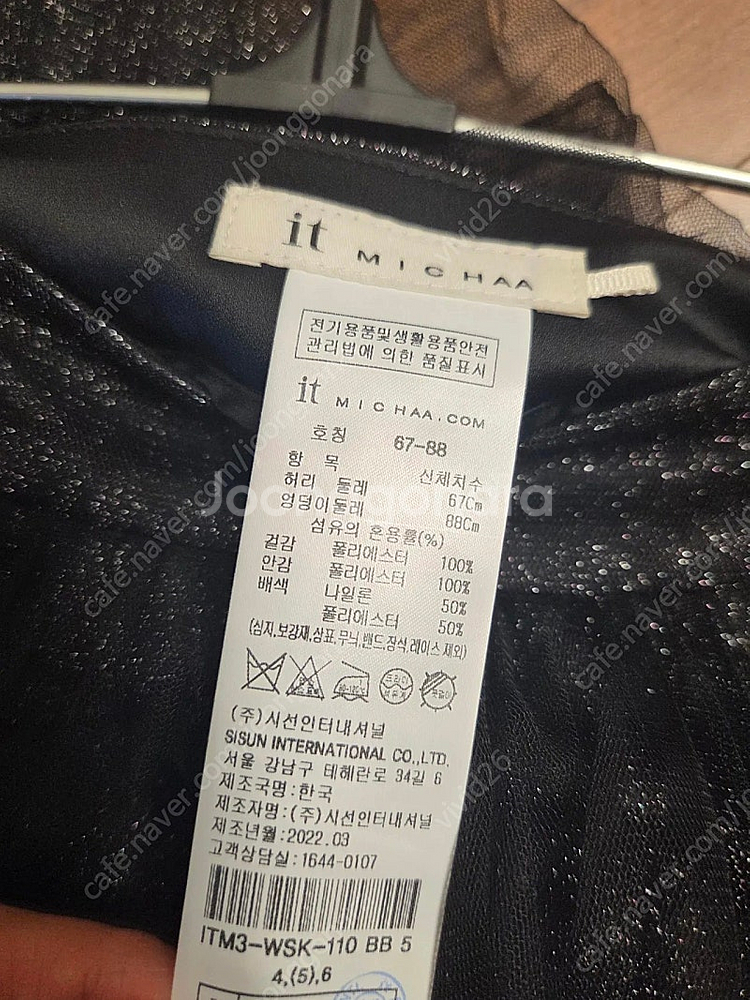 it MICHAA
전기용품및생활용품안전
관리법에 의한 품질표시
it MICHAA.COM
호칭 67-88
항 목 신체치수
허리 둘레 67Cm
엉덩이둘레 88Cm
섬유의 혼용률(%)
겉감 폴리에스터 100%
안감 폴리에스터 100%
배색 나일론 50%
폴리에스터 50%
(심지,보강재,상표,무늬,밴드,장식,레이스제외)
(주)시선인터내셔널
SISUN INTERNATIONAL CO.,LTD.
서울 강남구 테헤란로 34길 6
제조국명:한국
제조자명:(주)시선인터내셔널
제조년월:2022.03
고객상담실:1644-0107
ITM3-WSK-110 BB 5
4,(5),6
Joonggonara
cafe.naver.com/joonggonara
vivid26